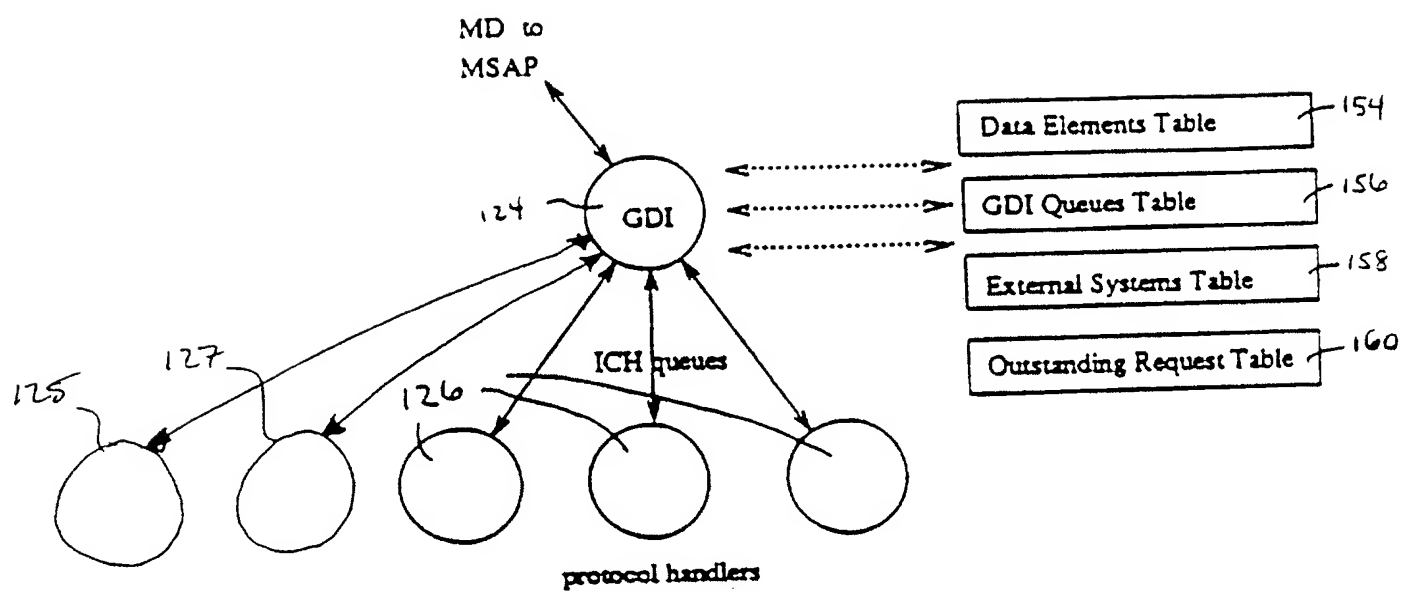 MD to
MSAP
Data Elements Table
154
GDI Queues Table
156
124
GDI
External Systems Table
158
Outstanding Request Table
160
ICH queues
125
127
126
protocol handlers